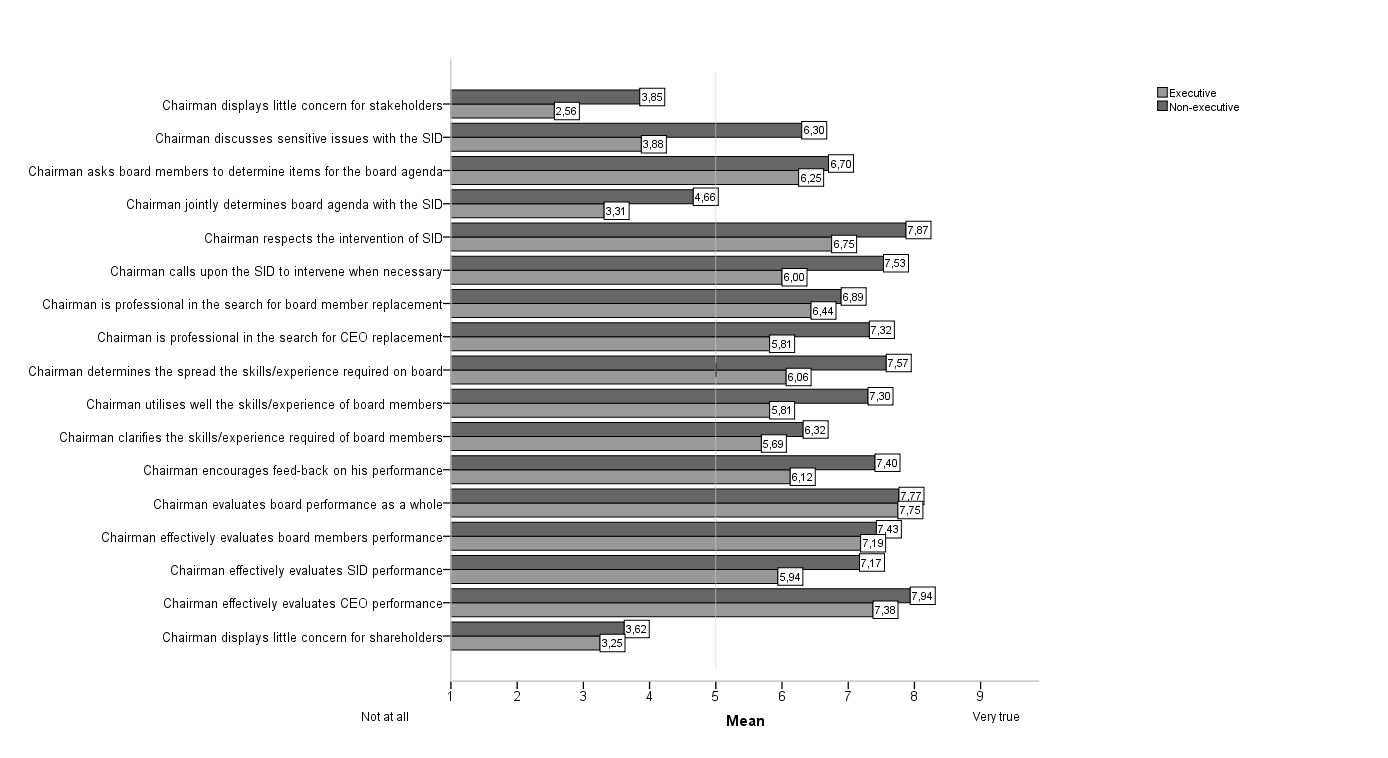 Executive
Non-executive
Chairman displays little concern for stakeholders
3,85
2,56
Chairman discusses sensitive issues with the SID
6,30
3,88
Chairman asks board members to determine items for the board agenda
6,70
6,25
Chairman jointly determines board agenda with the SID
4,66
3,31
Chairman respects the intervention of SID
7,87
6,75
Chairman calls upon the SID to intervene when necessary
7,53
6,00
Chairman is professional in the search for board member replacement
6,89
6,44
Chairman is professional in the search for CEO replacement
7,32
5,81
Chairman determines the spread the skills/experience required on board
7,57
6,06
Chairman utilises well the skills/experience of board members
7,30
5,81
Chairman clarifies the skills/experience required of board members
6,32
5,69
Chairman encourages feed-back on his performance
7,40
6,12
Chairman evaluates board performance as a whole
7,77
7,75
Chairman effectively evaluates board members performance
7,43
7,19
Chairman effectively evaluates SID performance
7,17
5,94
Chairman effectively evaluates CEO performance
7,94
7,38
Chairman displays little concern for shareholders
3,62
3,25
1 2 3 4 5 6 7 8 9
Not at all Mean Very true